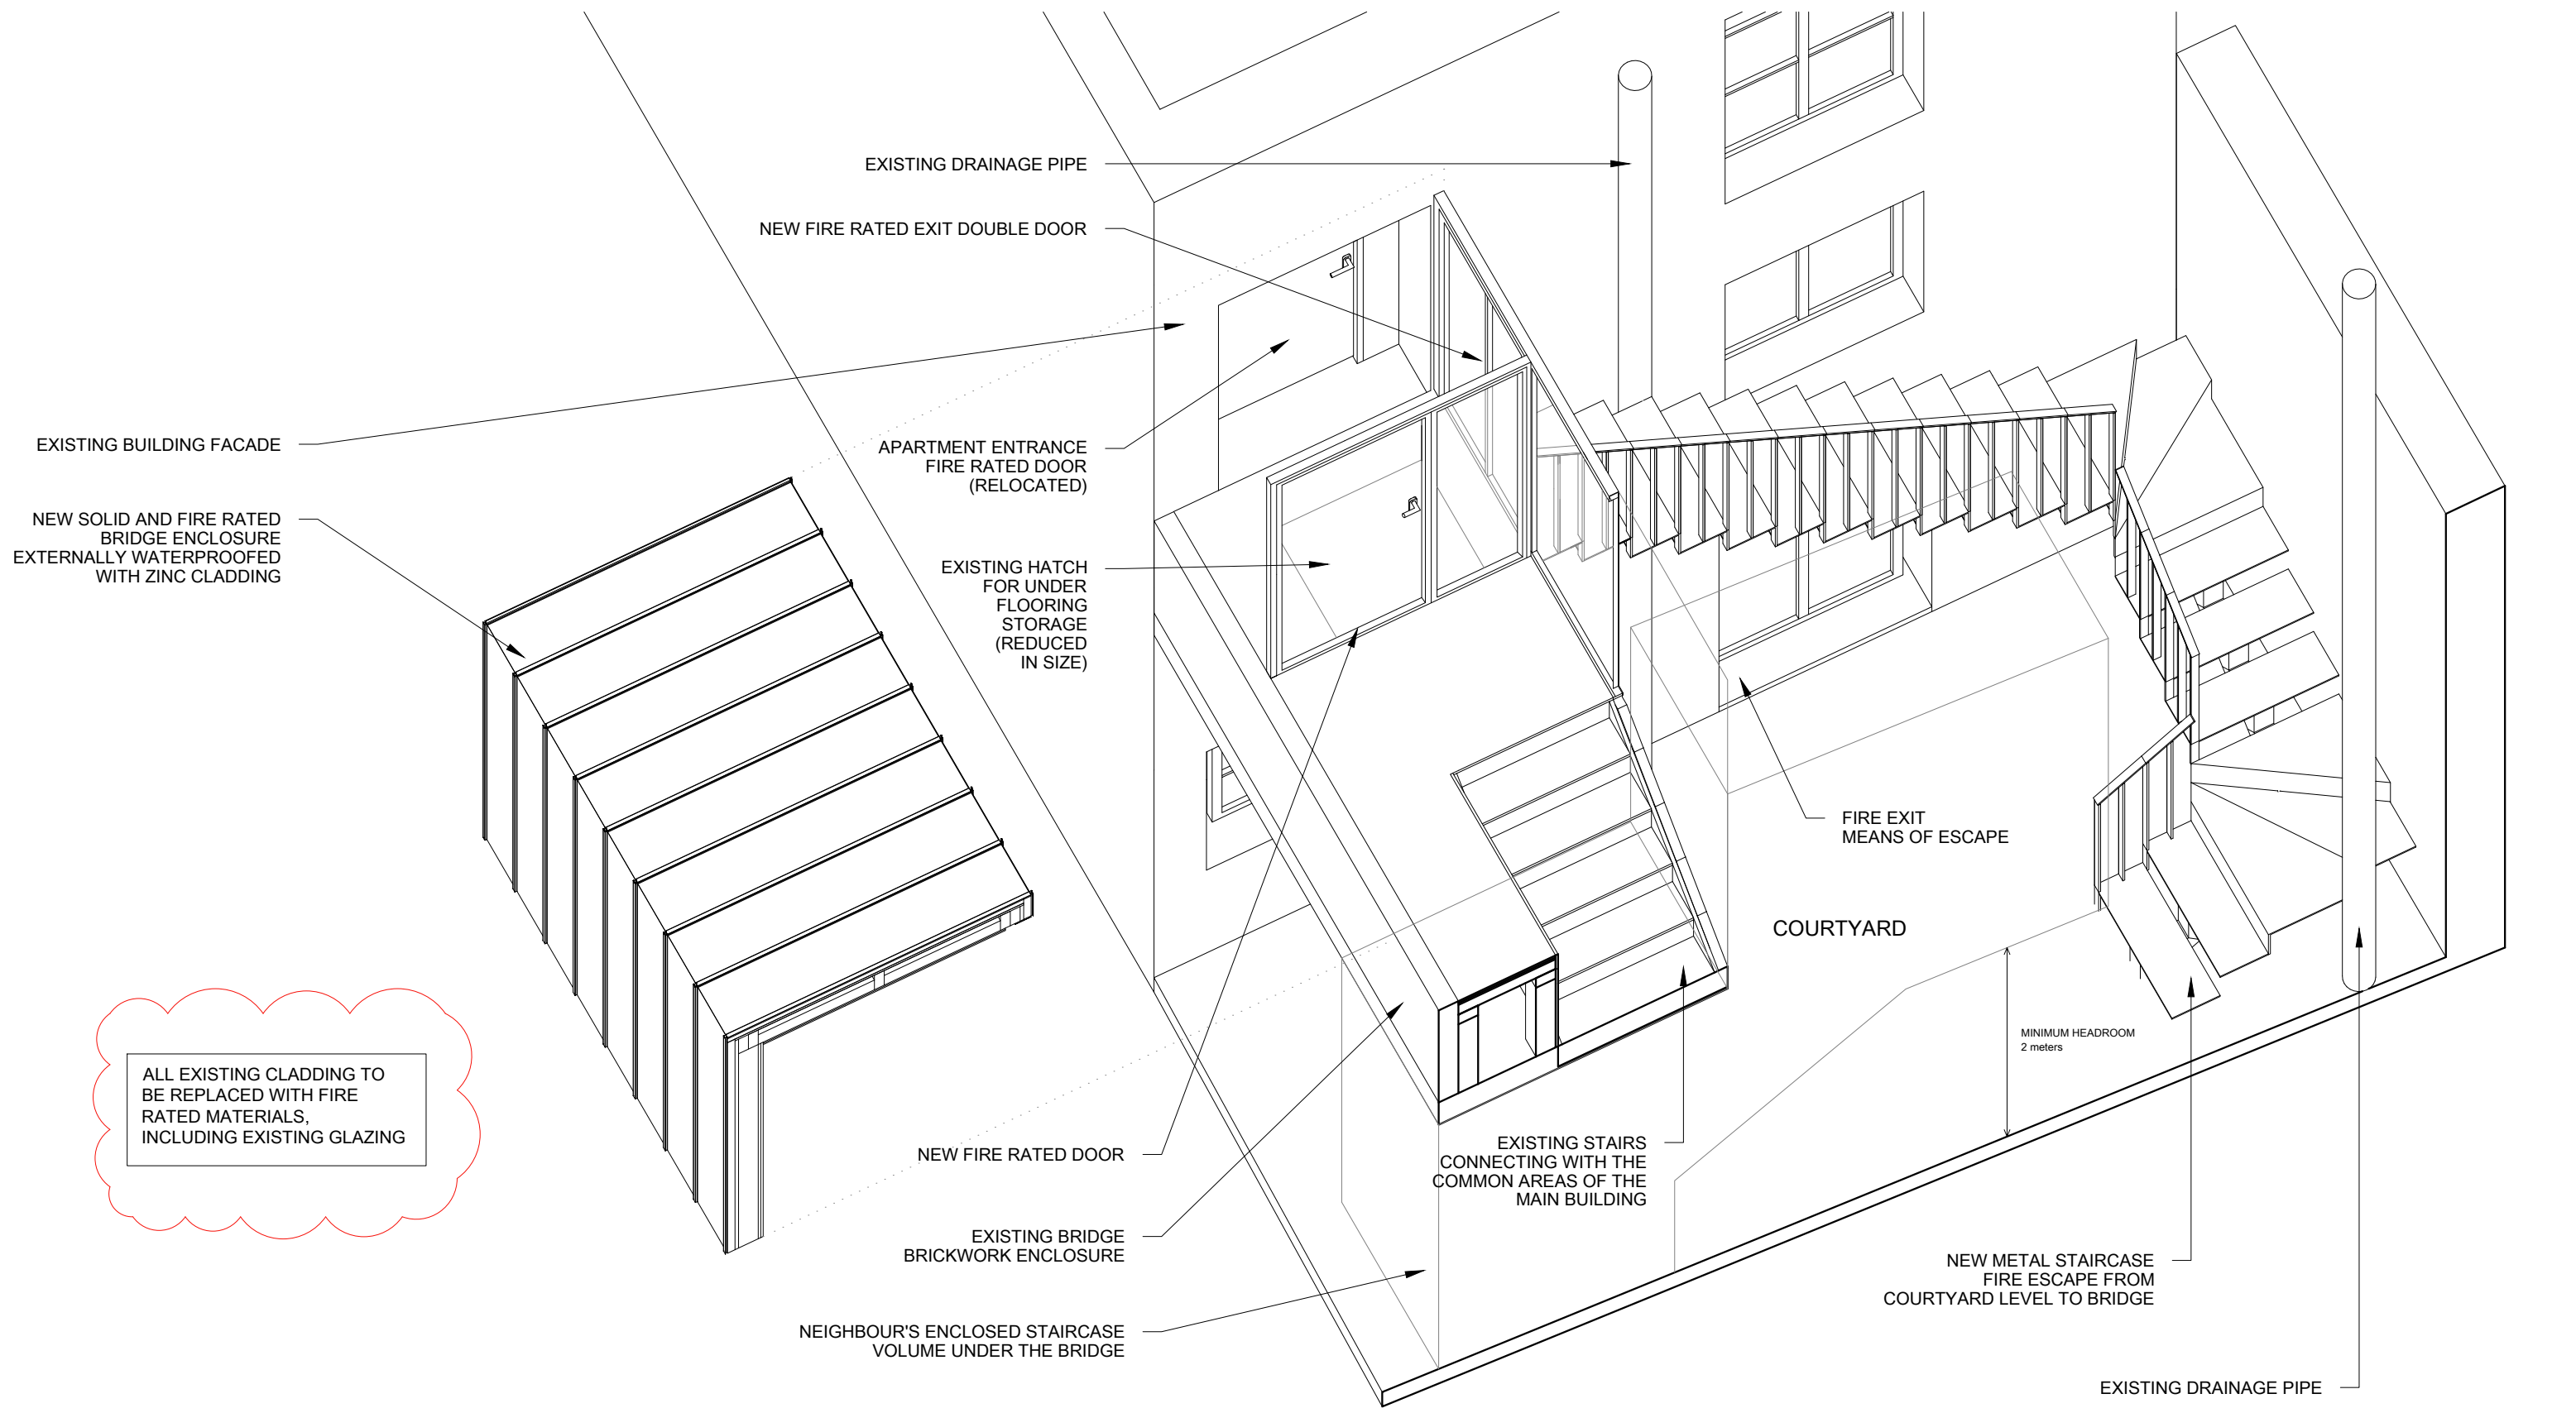 EXISTING DRAINAGE PIPE
NEW FIRE RATED EXIT DOUBLE DOOR
EXISTING BUILDING FACADE
APARTMENT ENTRANCE
FIRE RATED DOOR
(RELOCATED)
NEW SOLID AND FIRE RATED
BRIDGE ENCLOSURE
EXTERNALLY WATERPROOFED
WITH ZINC CLADDING
EXISTING HATCH
FOR UNDER
FLOORING
STORAGE
(REDUCED
IN SIZE)
FIRE EXIT
MEANS OF ESCAPE
COURTYARD
MINIMUM HEADROOM
2 meters
ALL EXISTING CLADDING TO
BE REPLACED WITH FIRE
RATED MATERIALS,
INCLUDING EXISTING GLAZING
NEW FIRE RATED DOOR
EXISTING STAIRS
CONNECTING WITH THE
COMMON AREAS OF THE
MAIN BUILDING
EXISTING BRIDGE
BRICKWORK ENCLOSURE
NEW METAL STAIRCASE
FIRE ESCAPE FROM
COURTYARD LEVEL TO BRIDGE
NEIGHBOUR'S ENCLOSED STAIRCASE
VOLUME UNDER THE BRIDGE
EXISTING DRAINAGE PIPE